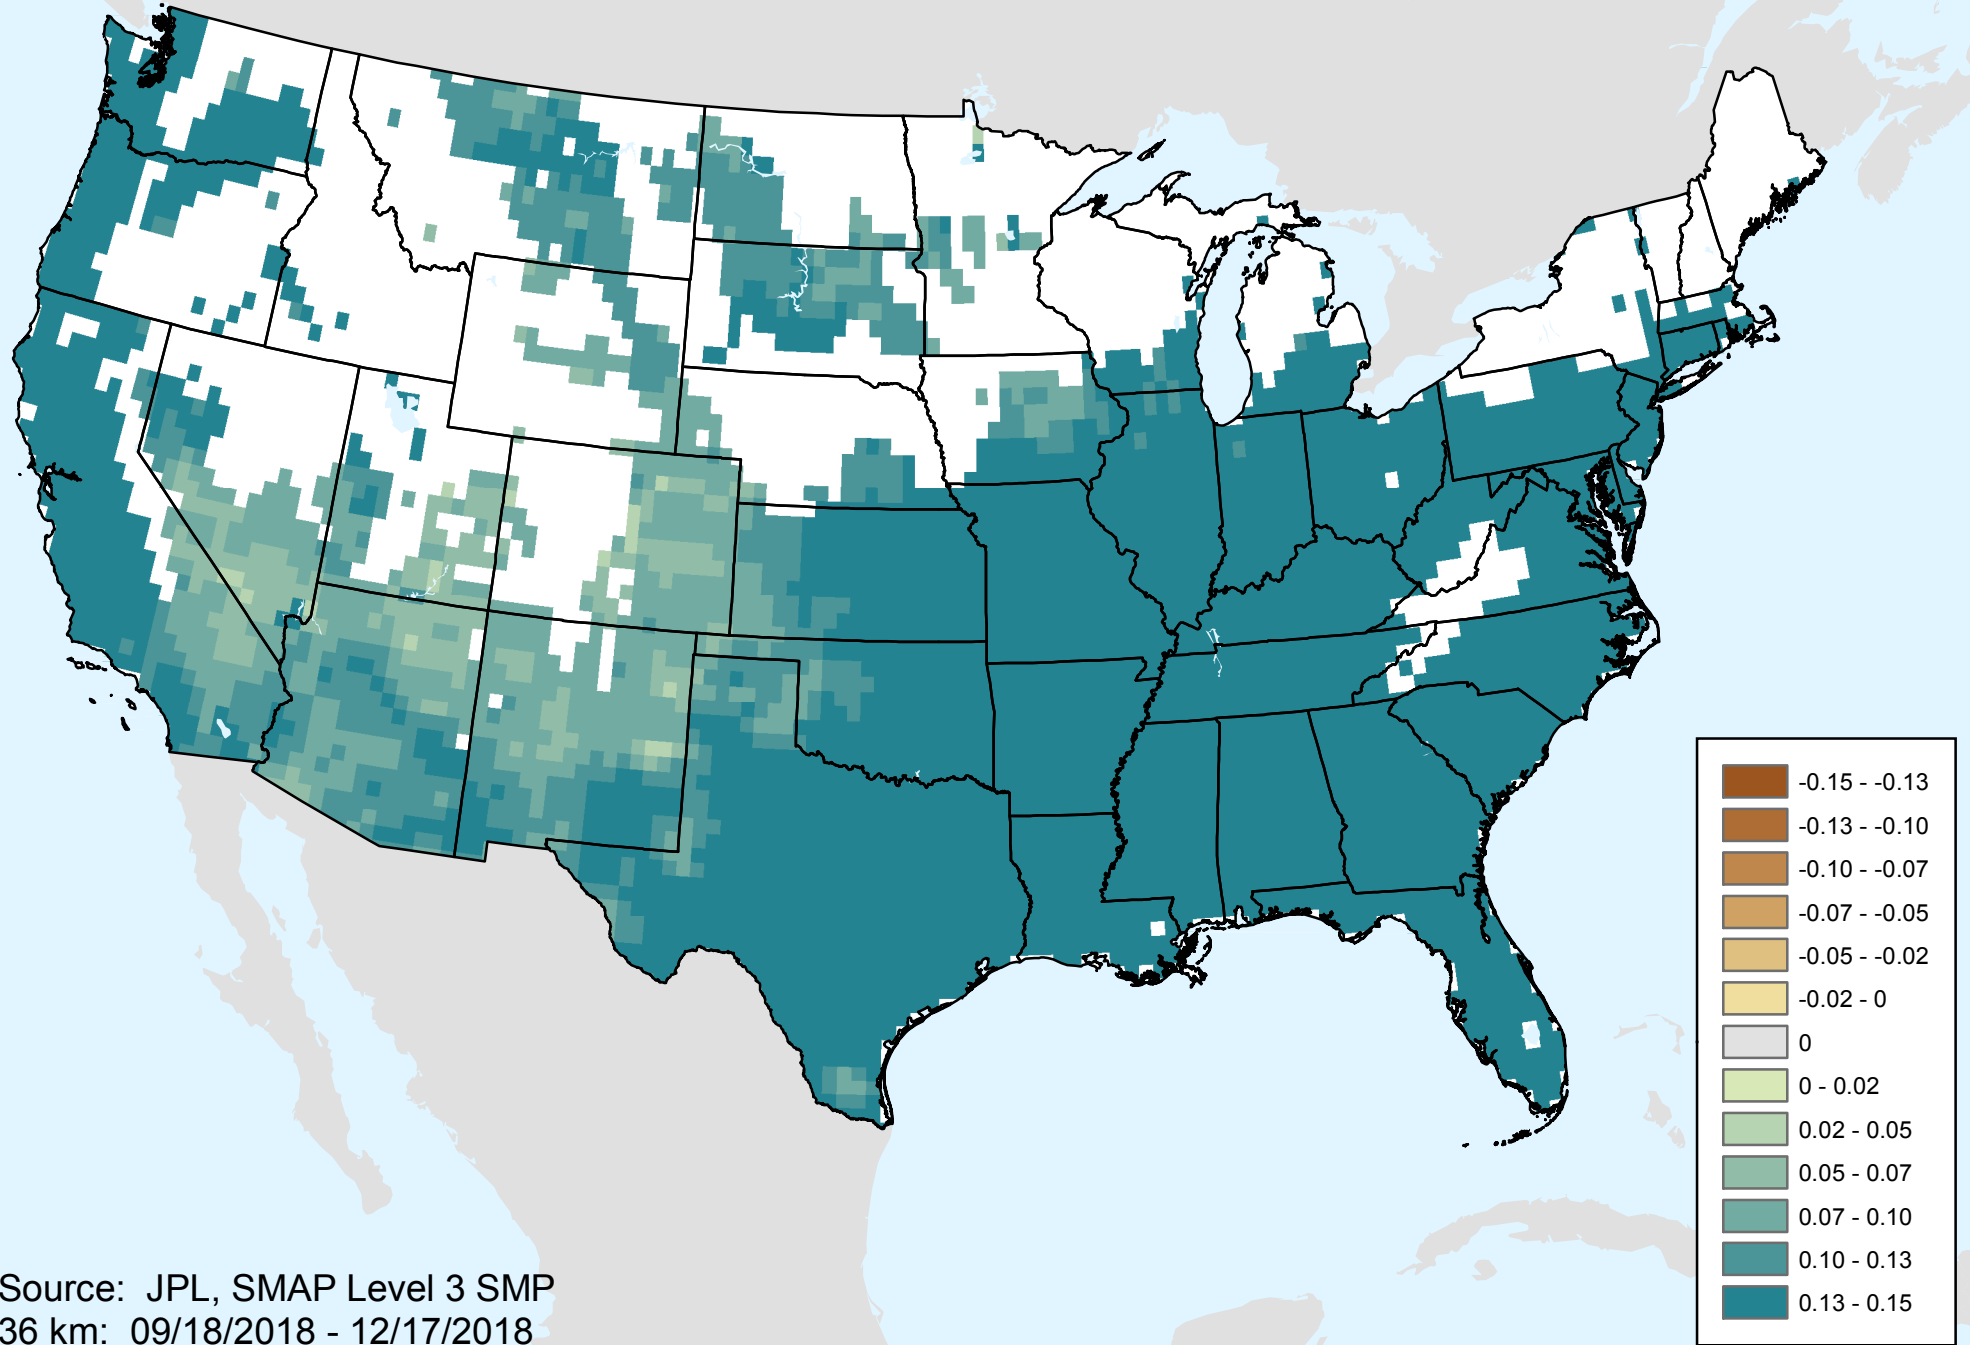 -0.15 - -0.13
-0.13 - -0.10
-0.10 - -0.07
-0.07 - -0.05
-0.05 - -0.02
-0.02 - 0
0
0 - 0.02
0.02 - 0.05
0.05 - 0.07
0.07 - 0.10
0.10 - 0.13
0.13 - 0.15
Source: JPL, SMAP Level 3 SMP
36 km: 09/18/2018 - 12/17/2018